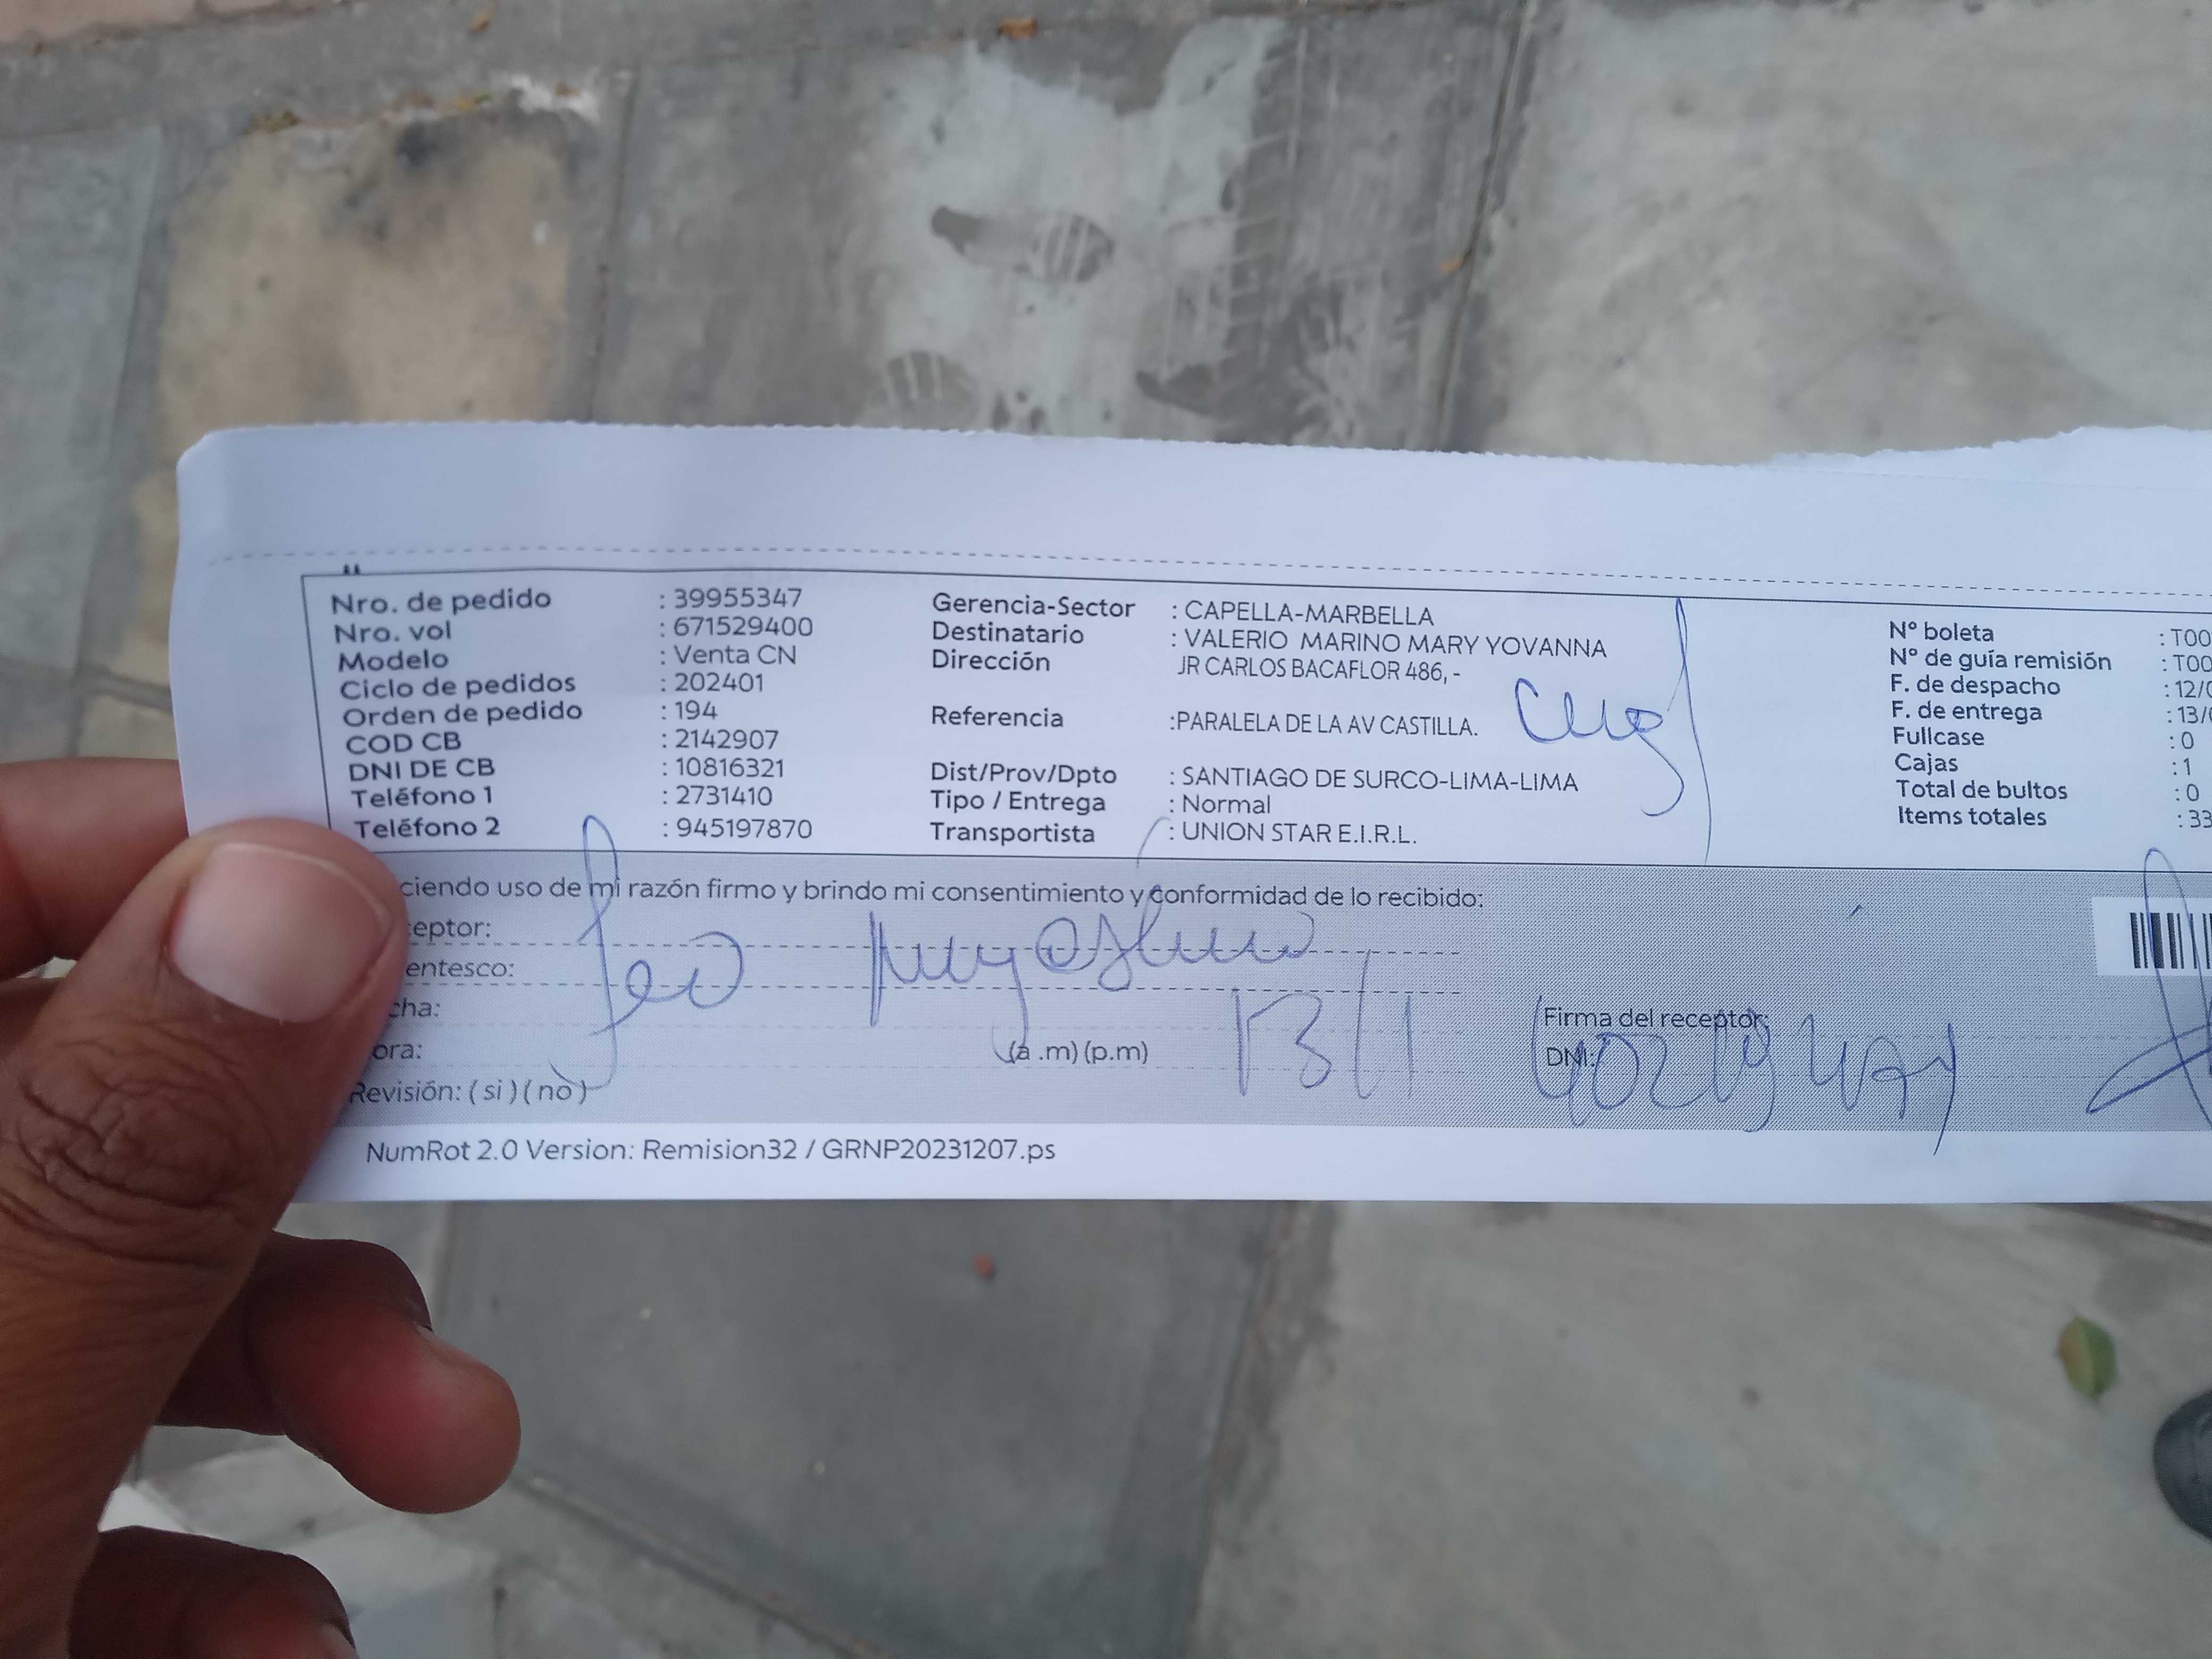 Nro. de pedido : 39955347
Nro. vol : 671529400
Modelo : Venta CN
Ciclo de pedidos : 202401
Orden de pedido : 194
COD CB : 2142907
DNI DE CB : 10816321
Teléfono 1 : 2731410
Teléfono 2 : 945197870
Gerencia-Sector : CAPELLA-MARBELLA
Destinatario : VALERIO MARINO MARY YOVANNA
Dirección JR CARLOS BACAFLOR 486, -
Referencia :PARALELA DE LA AV CASTILLA.
Dist/Prov/Dpto : SANTIAGO DE SURCO-LIMA-LIMA
Tipo / Entrega : Normal
Transportista : UNION STAR E.I.R.L.
N° boleta : T00
N° de guía remisión : T00
F. de despacho : 12/0
F. de entrega : 13/
Fullcase : 0
Cajas : 1
Total de bultos : 0
Items totales : 33
ciendo uso de mi razón firmo y brindo mi consentimiento y conformidad de lo recibido:
eptor:
entesco:
cha:
ora: (a .m) (p.m) 13/1
Firma del receptor:
DNI:
Revisión: ( si ) ( no )
NumRot 2.0 Version: Remision32 / GRNP20231207.ps